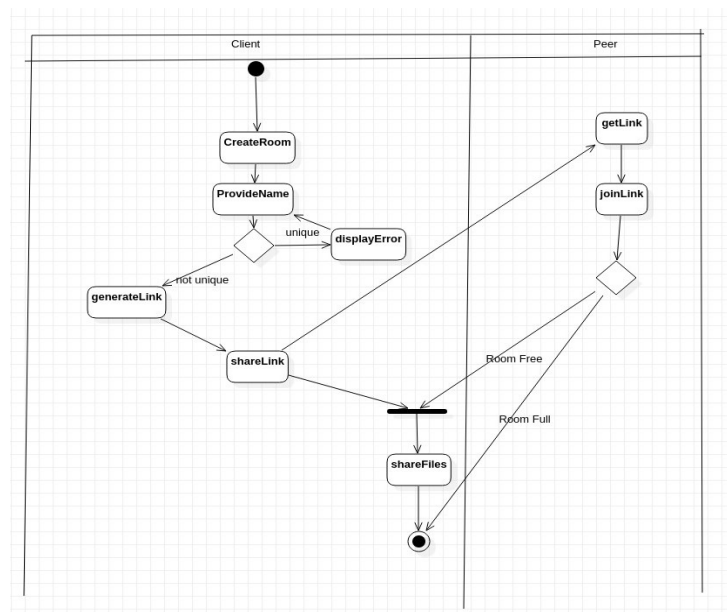 Client
Peer
CreateRoom
ProvideName
unique
displayError
not unique
generateLink
shareLink
getLink
joinLink
Room Free
Room Full
shareFiles